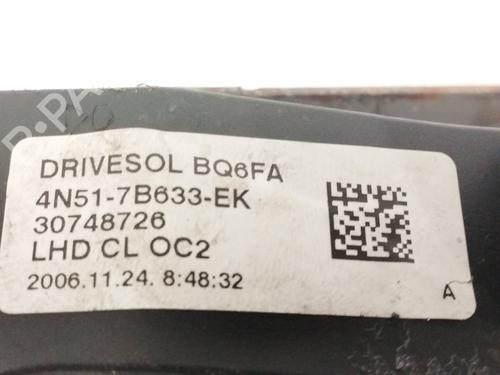 DRIVESOL BQ6FA
4N51-7B633-EK
30748726
LHD CL OC2
2006.11.24. 8:48:32
A